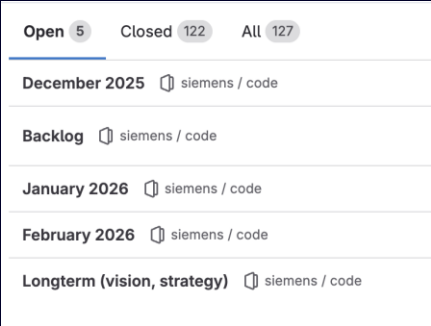 Open 5 Closed 122 All 127
December 2025 siemens / code
Backlog siemens / code
January 2026 siemens / code
February 2026 siemens / code
Longterm (vision, strategy) siemens / code